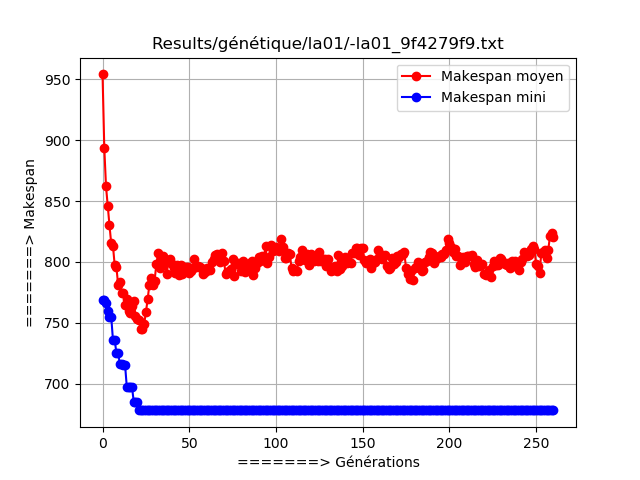 Results/génétique/la01/-la01_9f4279f9.txt
Makespan moyen
Makespan mini
950
900
850
800
750
700
=======> Makespan
0 50 100 150 200 250
=======> Générations